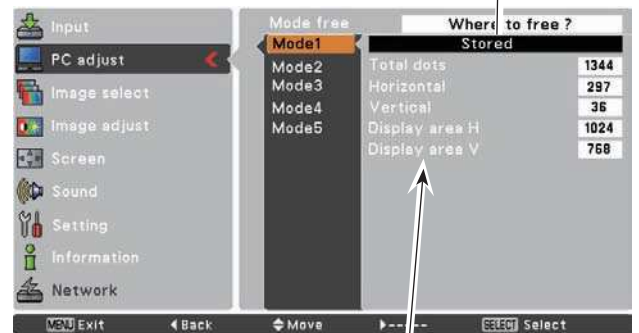 Input
PC adjust
Image select
Image adjust
Screen
Sound
Setting
Information
Network
Mode free
Where to free ?
Mode1
Stored
Mode2
Mode3
Mode4
Mode5
Total dots 1344
Horizontal 297
Vertical 36
Display area H 1024
Display area V 768
MENU Exit
Back
Move
-----
SELECT Select